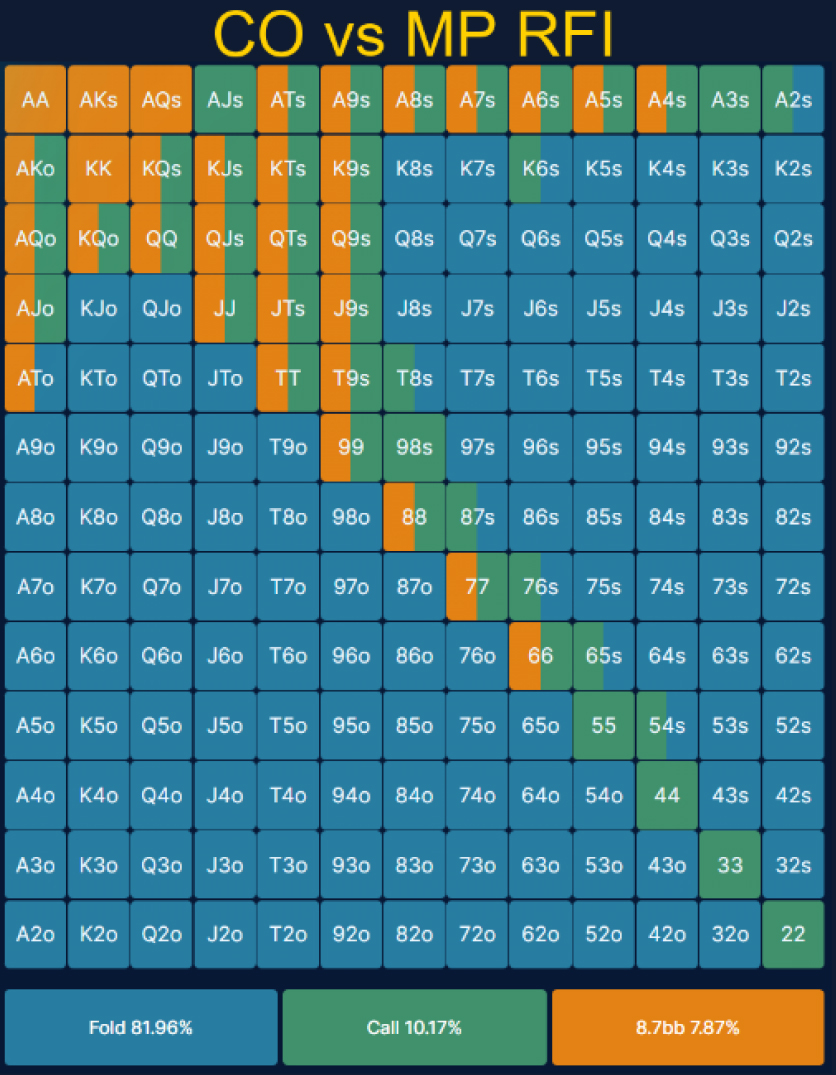 CO vs MP RFI
AA AKs AQs AJs ATs A9s A8s A7s A6s A5s A4s A3s A2s
AKo KK KQs KJs KTs K9s K8s K7s K6s K5s K4s K3s K2s
AQo KQo QQ QJs QTs Q9s Q8s Q7s Q6s Q5s Q4s Q3s Q2s
AJo KJo QJo JJ JTs J9s J8s J7s J6s J5s J4s J3s J2s
ATo KTo QTo JTo TT T9s T8s T7s T6s T5s T4s T3s T2s
A9o K9o Q9o J9o T9o 99 98s 97s 96s 95s 94s 93s 92s
A8o K8o Q8o J8o T8o 98o 88 87s 86s 85s 84s 83s 82s
A7o K7o Q7o J7o T7o 97o 87o 77 76s 75s 74s 73s 72s
A6o K6o Q6o J6o T6o 96o 86o 76o 66 65s 64s 63s 62s
A5o K5o Q5o J5o T5o 95o 85o 75o 65o 55 54s 53s 52s
A4o K4o Q4o J4o T4o 94o 84o 74o 64o 54o 44 43s 42s
A3o K3o Q3o J3o T3o 93o 83o 73o 63o 53o 43o 33 32s
A2o K2o Q2o J2o T2o 92o 82o 72o 62o 52o 42o 32o 22
Fold 81.96% Call 10.17% 8.7bb 7.87%